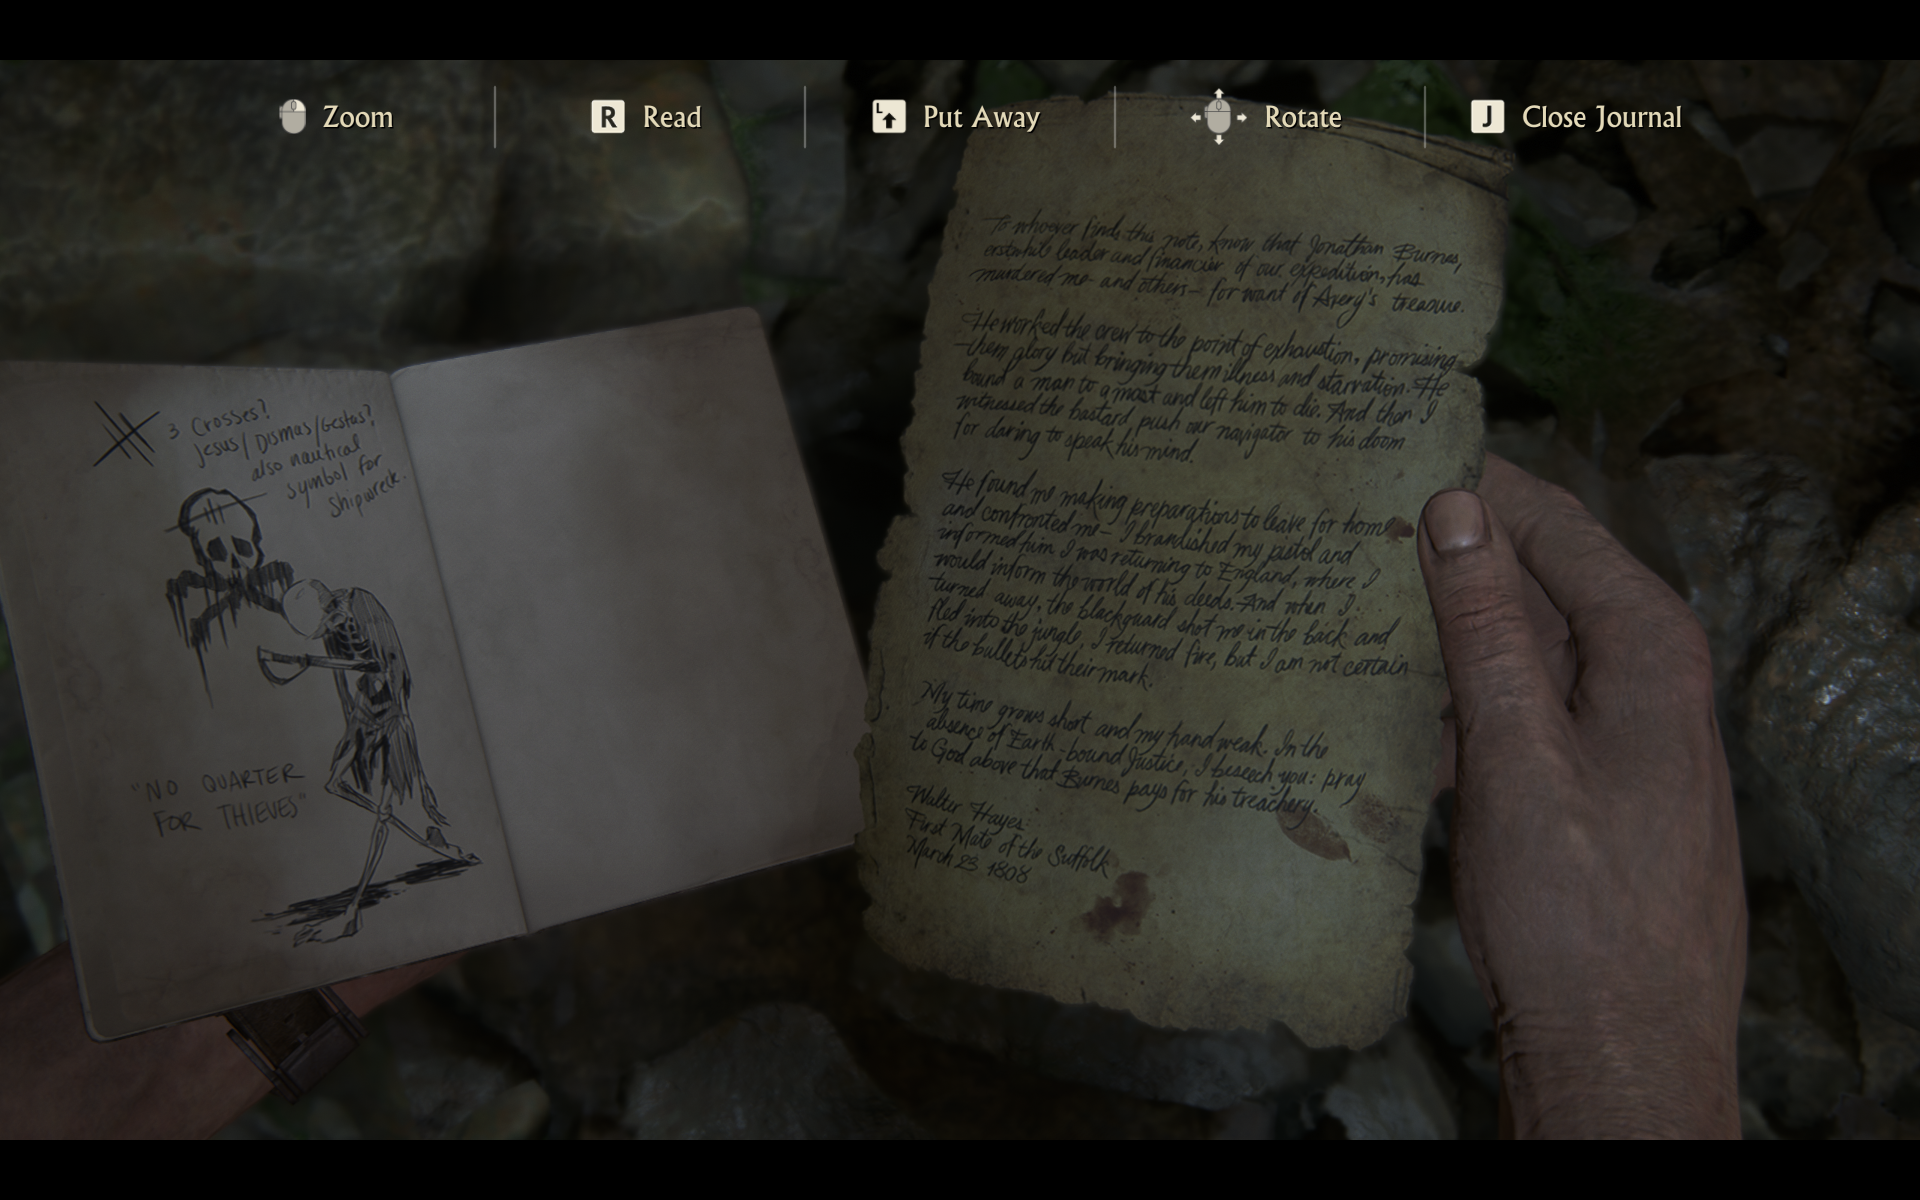 Zoom
R Read
L Put Away
Rotate
J Close Journal
3 Crosses?
Jesus/Dismas/Gestas?
also nautical
symbol for
Shipwreck.
"NO QUARTER
FOR THIEVES"
To whoever finds this note, know that Jonathan Burnes,
erstwhile leader and financier of our expedition, has
murdered me - and others - for want of Avery's treasure.
He worked the crew to the point of exhaustion, promising
them glory but bringing them illness and starvation. He
bound a man to a mast and left him to die. And then I
witnessed the bastard push our navigator to his doom
for daring to speak his mind.
He found me making preparations to leave for home
and confronted me - I brandished my pistol and
informed him I was returning to England, where I
would inform the world of his deeds. And when I
turned away, the blackguard shot me in the back and
fled into the jungle. I returned fire, but I am not certain
if the bullets hit their mark.
My time grows short and my hand weak. In the
absence of Earth-bound Justice, I beseech you: pray
to God above that Burnes pays for his treachery.
Walter Hayes
First Mate of the Suffolk
March 23 1808